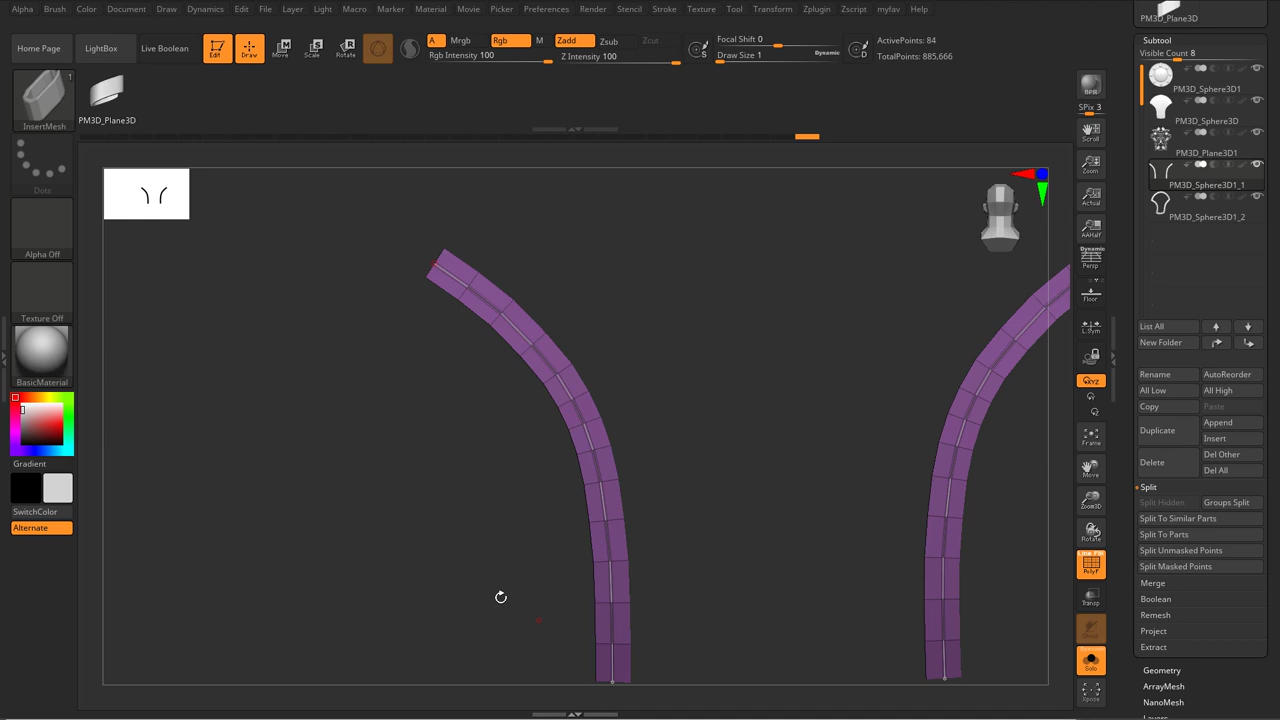 Alpha Brush Color Document Draw Dynamics Edit File Layer Light Macro Marker Material Movie Picker Preferences Render Stencil Stroke Texture Tool Transform Zplugin Zscript myfav Help
PM3D_Plane3D
Home Page LightBox Live Boolean Edit Draw Move Scale Rotate A Mrgb Rgb M Zadd Zsub Zcut Focal Shift 0 ActivePoints: 84
Rgb Intensity 100 Z Intensity 100 Draw Size 1 Dynamic TotalPoints: 885,666
S D
1
InsertMesh
PM3D_Plane3D
Dots
Alpha Off
Texture Off
BasicMaterial
Gradient
SwitchColor
Alternate
BPR
SPix 3
Scroll
Zoom
Actual
AAHalf
Dynamic
Persp
Floor
L.Sym
XYZ
Frame
Move
Zoom3D
Rotate
Line Fill
PolyF
Transp
Ghost
Solo
Xpose
Subtool
Visible Count 8
PM3D_Sphere3D1
PM3D_Sphere3D
PM3D_Plane3D1
PM3D_Sphere3D1_1
PM3D_Sphere3D1_2
List All
New Folder
Rename AutoReorder
All Low All High
Copy Paste
Duplicate Append
Insert
Delete Del Other
Del All
Split
Split Hidden Groups Split
Split To Similar Parts
Split To Parts
Split Unmasked Points
Split Masked Points
Merge
Boolean
Remesh
Project
Extract
Geometry
ArrayMesh
NanoMesh
Layers